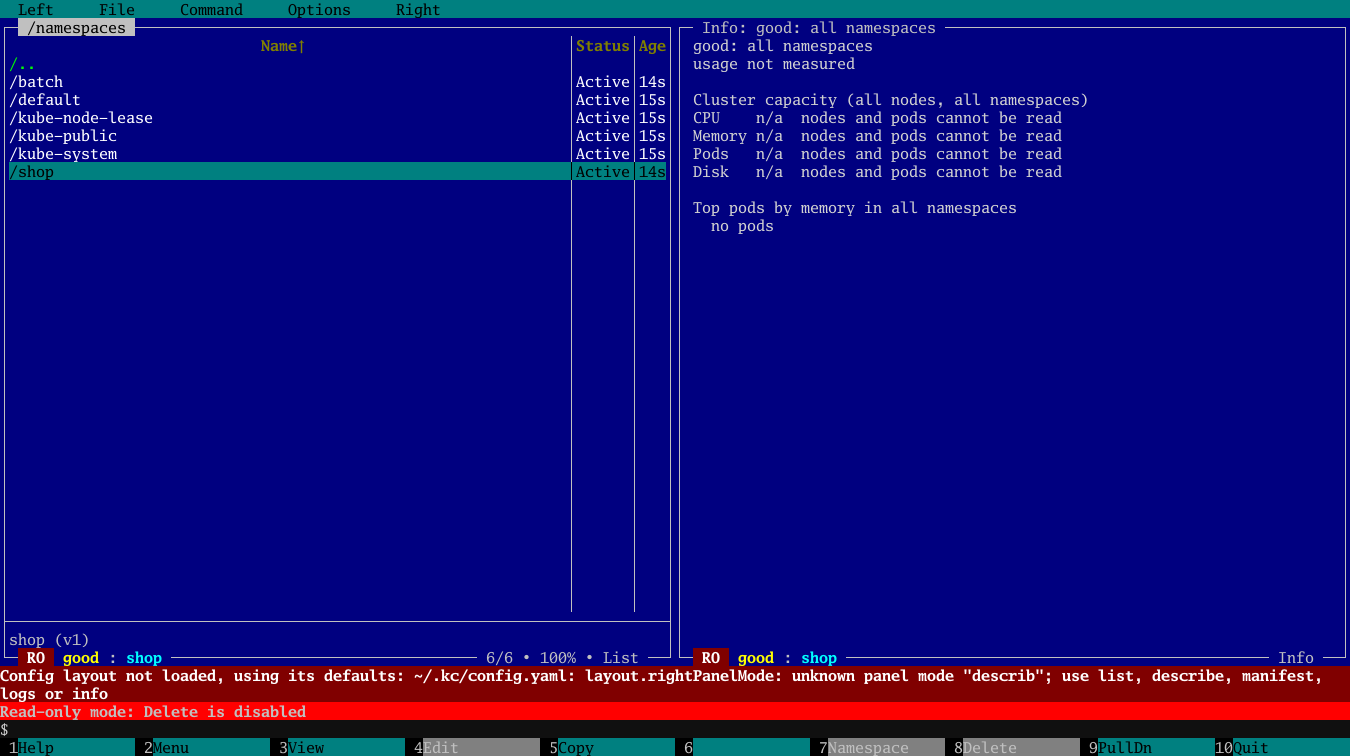 Left File Command Options Right
/namespaces
Name↑ Status Age
/..
/batch Active 14s
/default Active 15s
/kube-node-lease Active 15s
/kube-public Active 15s
/kube-system Active 15s
/shop Active 14s
shop (v1)
RO good : shop 6/6 • 100% • List
Info: good: all namespaces
good: all namespaces
usage not measured
Cluster capacity (all nodes, all namespaces)
CPU n/a nodes and pods cannot be read
Memory n/a nodes and pods cannot be read
Pods n/a nodes and pods cannot be read
Disk n/a nodes and pods cannot be read
Top pods by memory in all namespaces
no pods
RO good : shop Info
Config layout not loaded, using its defaults: ~/.kc/config.yaml: layout.rightPanelMode: unknown panel mode "describ"; use list, describe, manifest,
logs or info
Read-only mode: Delete is disabled
$
1Help 2Menu 3View 4Edit 5Copy 6 7Namespace 8Delete 9PullDn 10Quit